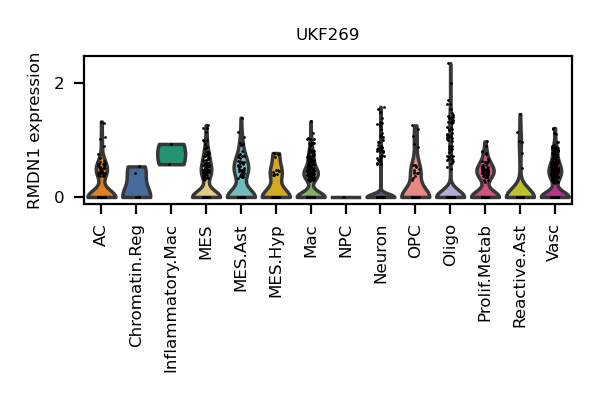 UKF269
RMDN1 expression
2
0
AC
Chromatin.Reg
Inflammatory.Mac
MES
MES.Ast
MES.Hyp
Mac
NPC
Neuron
OPC
Oligo
Prolif.Metab
Reactive.Ast
Vasc